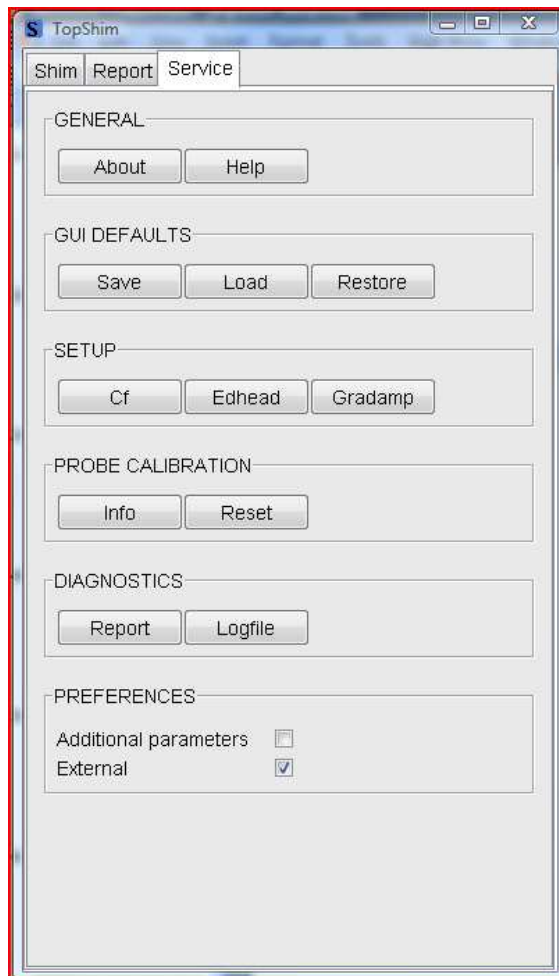 S TopShim
Shim Report Service
GENERAL
About Help
GUI DEFAULTS
Save Load Restore
SETUP
Cf Edhead Gradamp
PROBE CALIBRATION
Info Reset
DIAGNOSTICS
Report Logfile
PREFERENCES
Additional parameters
External